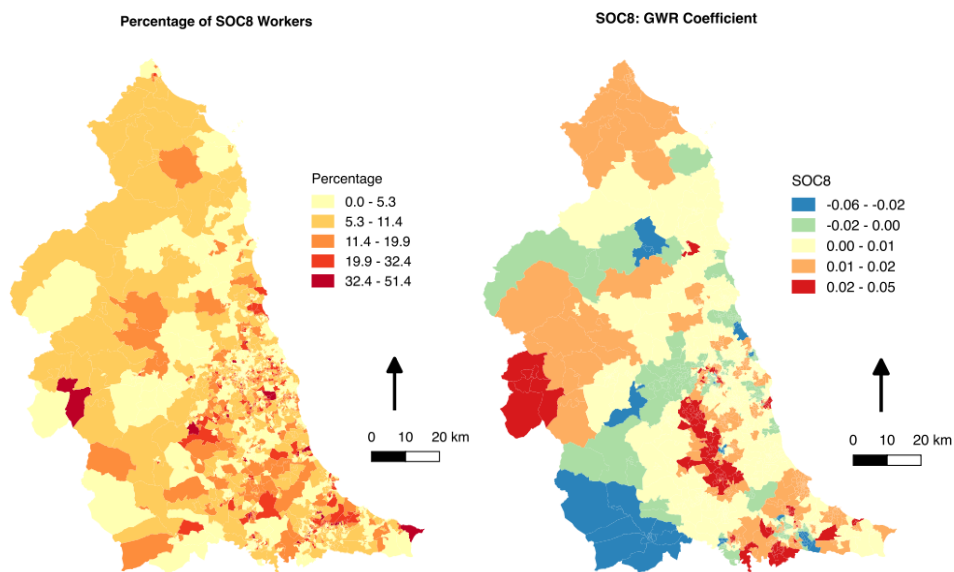 Percentage of SOC8 Workers
Percentage
0.0 - 5.3
5.3 - 11.4
11.4 - 19.9
19.9 - 32.4
32.4 - 51.4
0 10 20 km
SOC8: GWR Coefficient
SOC8
-0.06 - -0.02
-0.02 - 0.00
0.00 - 0.01
0.01 - 0.02
0.02 - 0.05
0 10 20 km